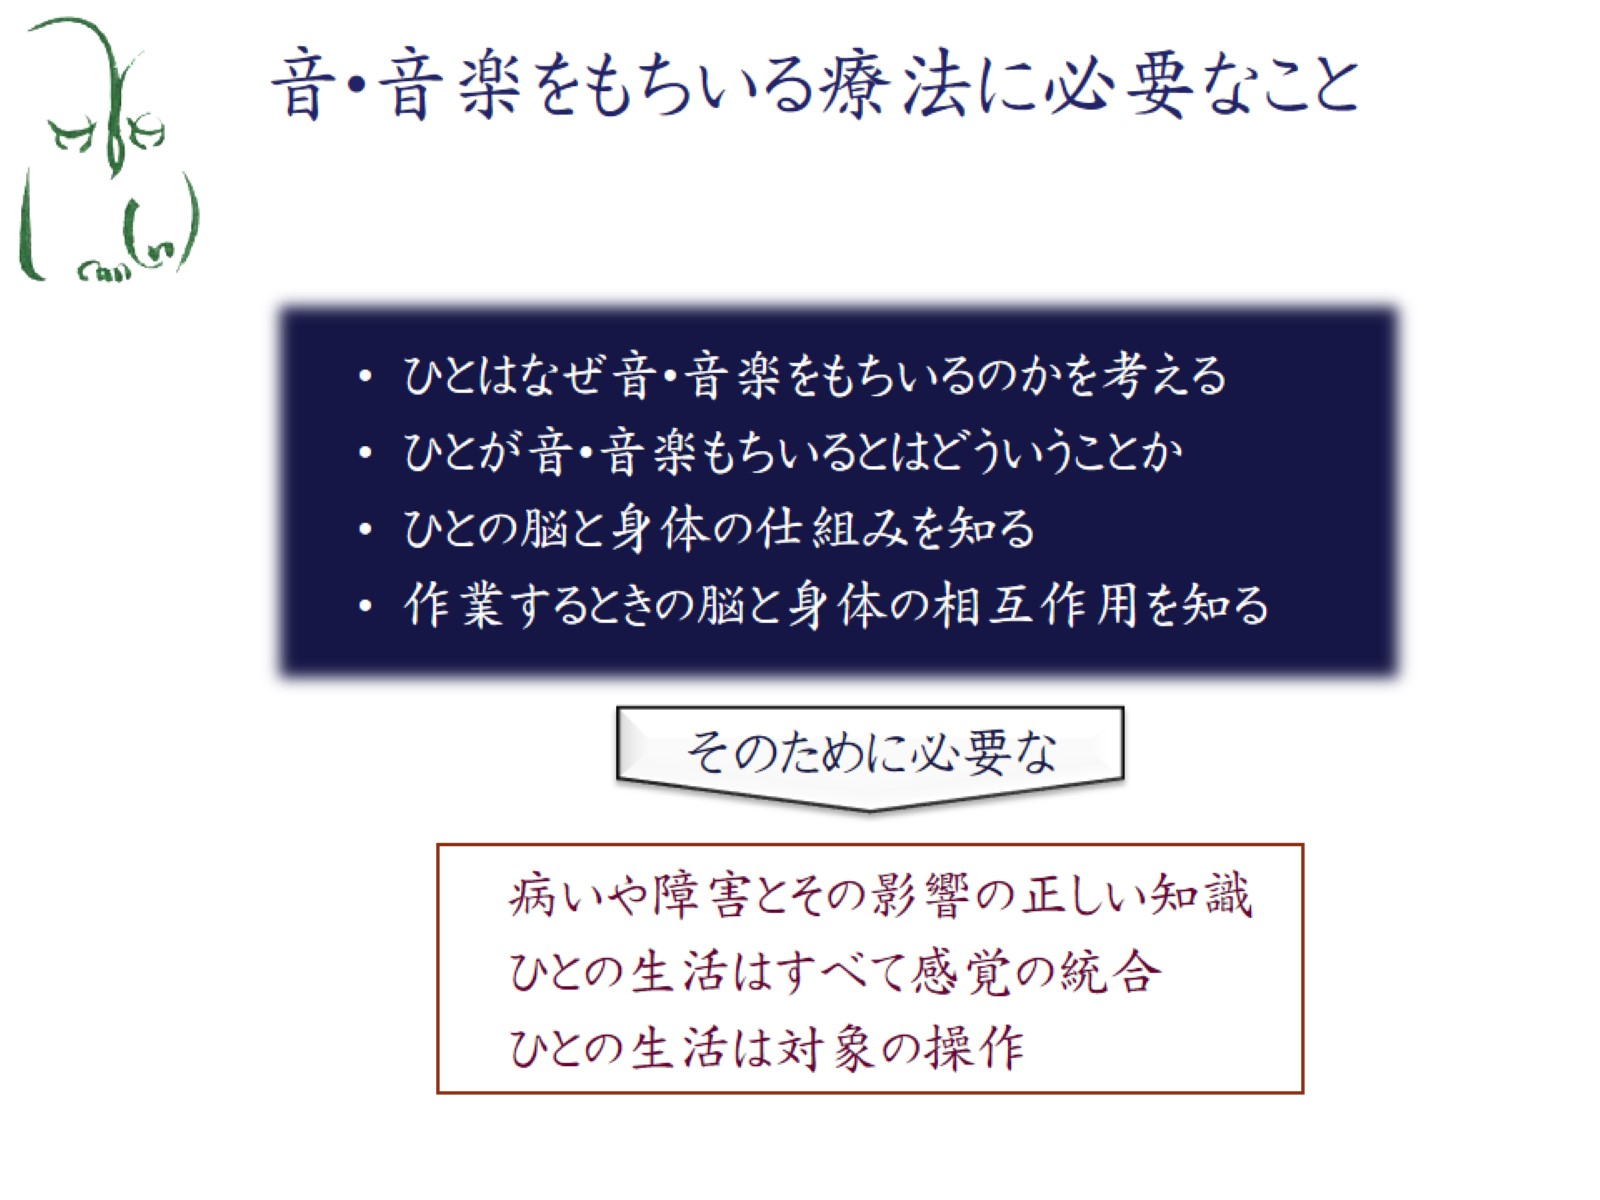 音・音楽をもちいる療法に必要なこと
• ひとはなぜ音・音楽をもちいるのかを考える
• ひとが音・音楽もちいるとはどういうことか
• ひとの脳と身体の仕組みを知る
• 作業するときの脳と身体の相互作用を知る
そのために必要な
病いや障害とその影響の正しい知識
ひとの生活はすべて感覚の統合
ひとの生活は対象の操作